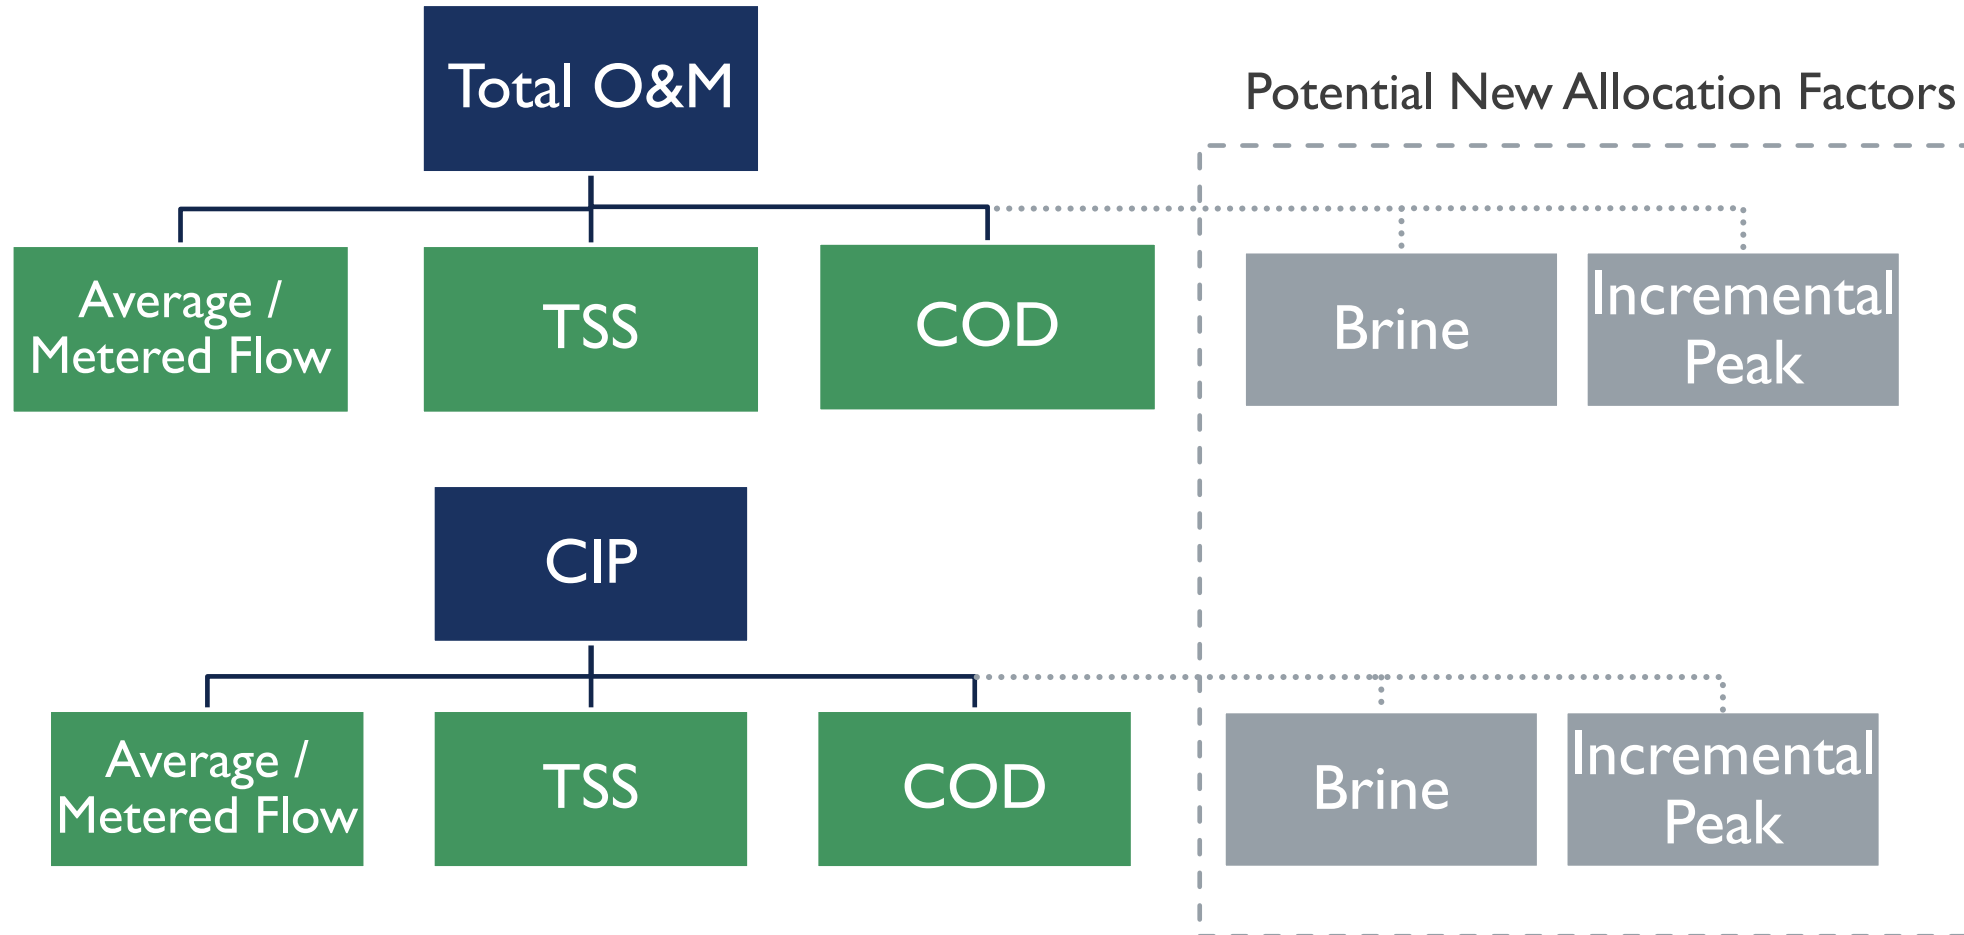 Total O&M
Potential New Allocation Factors
Average /
Metered Flow
TSS
COD
Brine
Incremental
Peak
CIP
Average /
Metered Flow
TSS
COD
Brine
Incremental
Peak